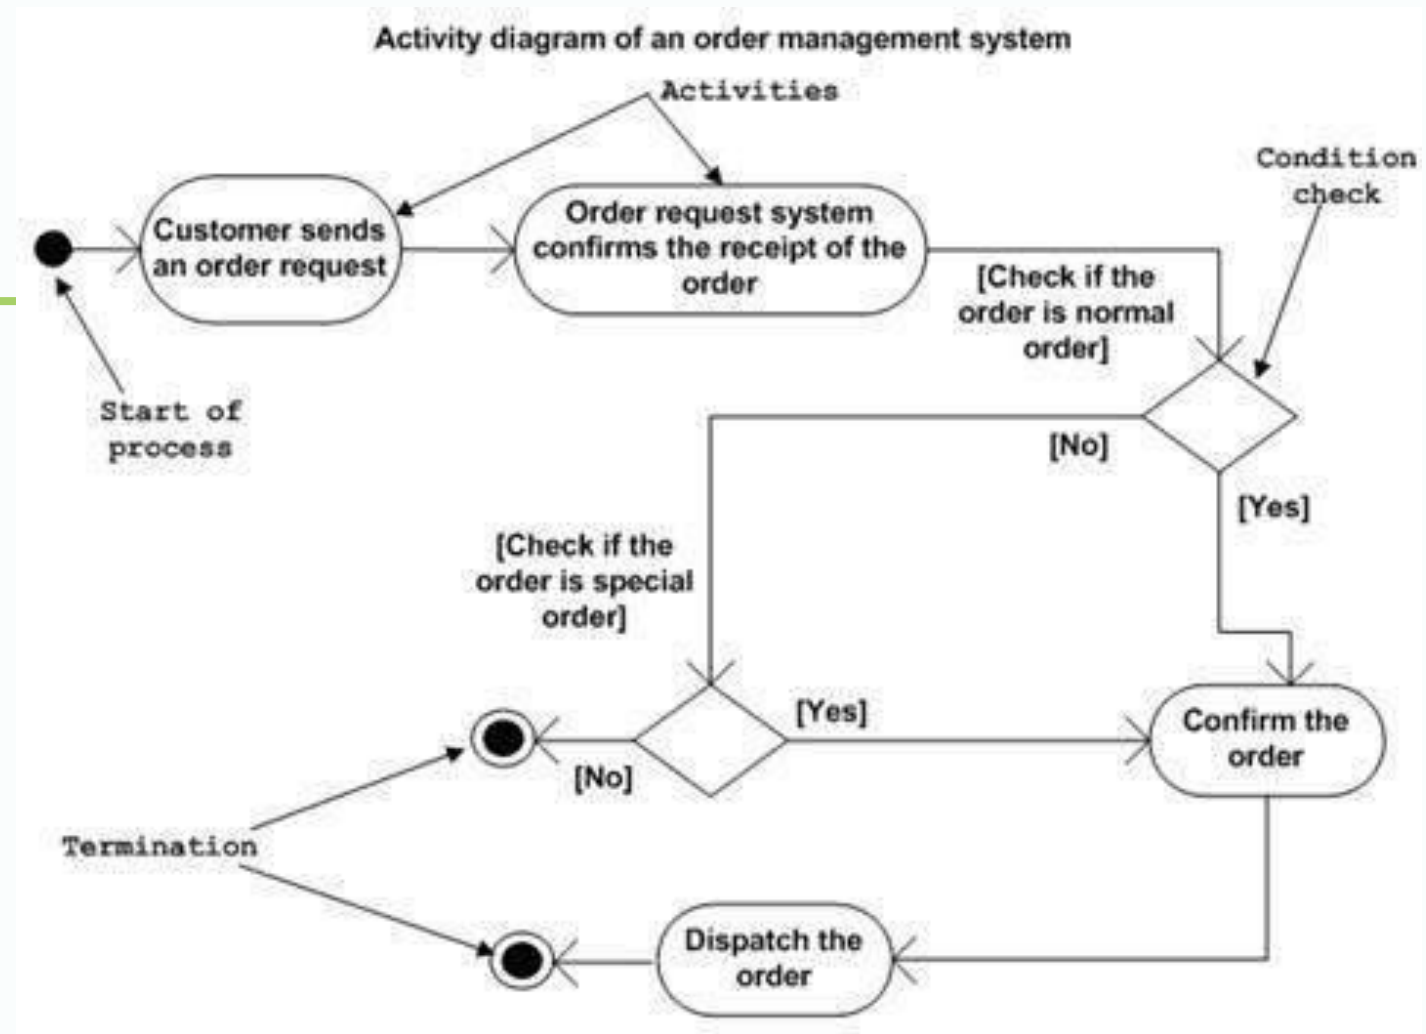 Activity diagram of an order management system
Activities
Condition
check
Customer sends
an order request
Order request system
confirms the receipt of the
order
[Check if the
order is normal
order]
Start of
process
[No]
[Yes]
[Check if the
order is special
order]
[Yes]
[No]
Confirm the
order
Termination
Dispatch the
order